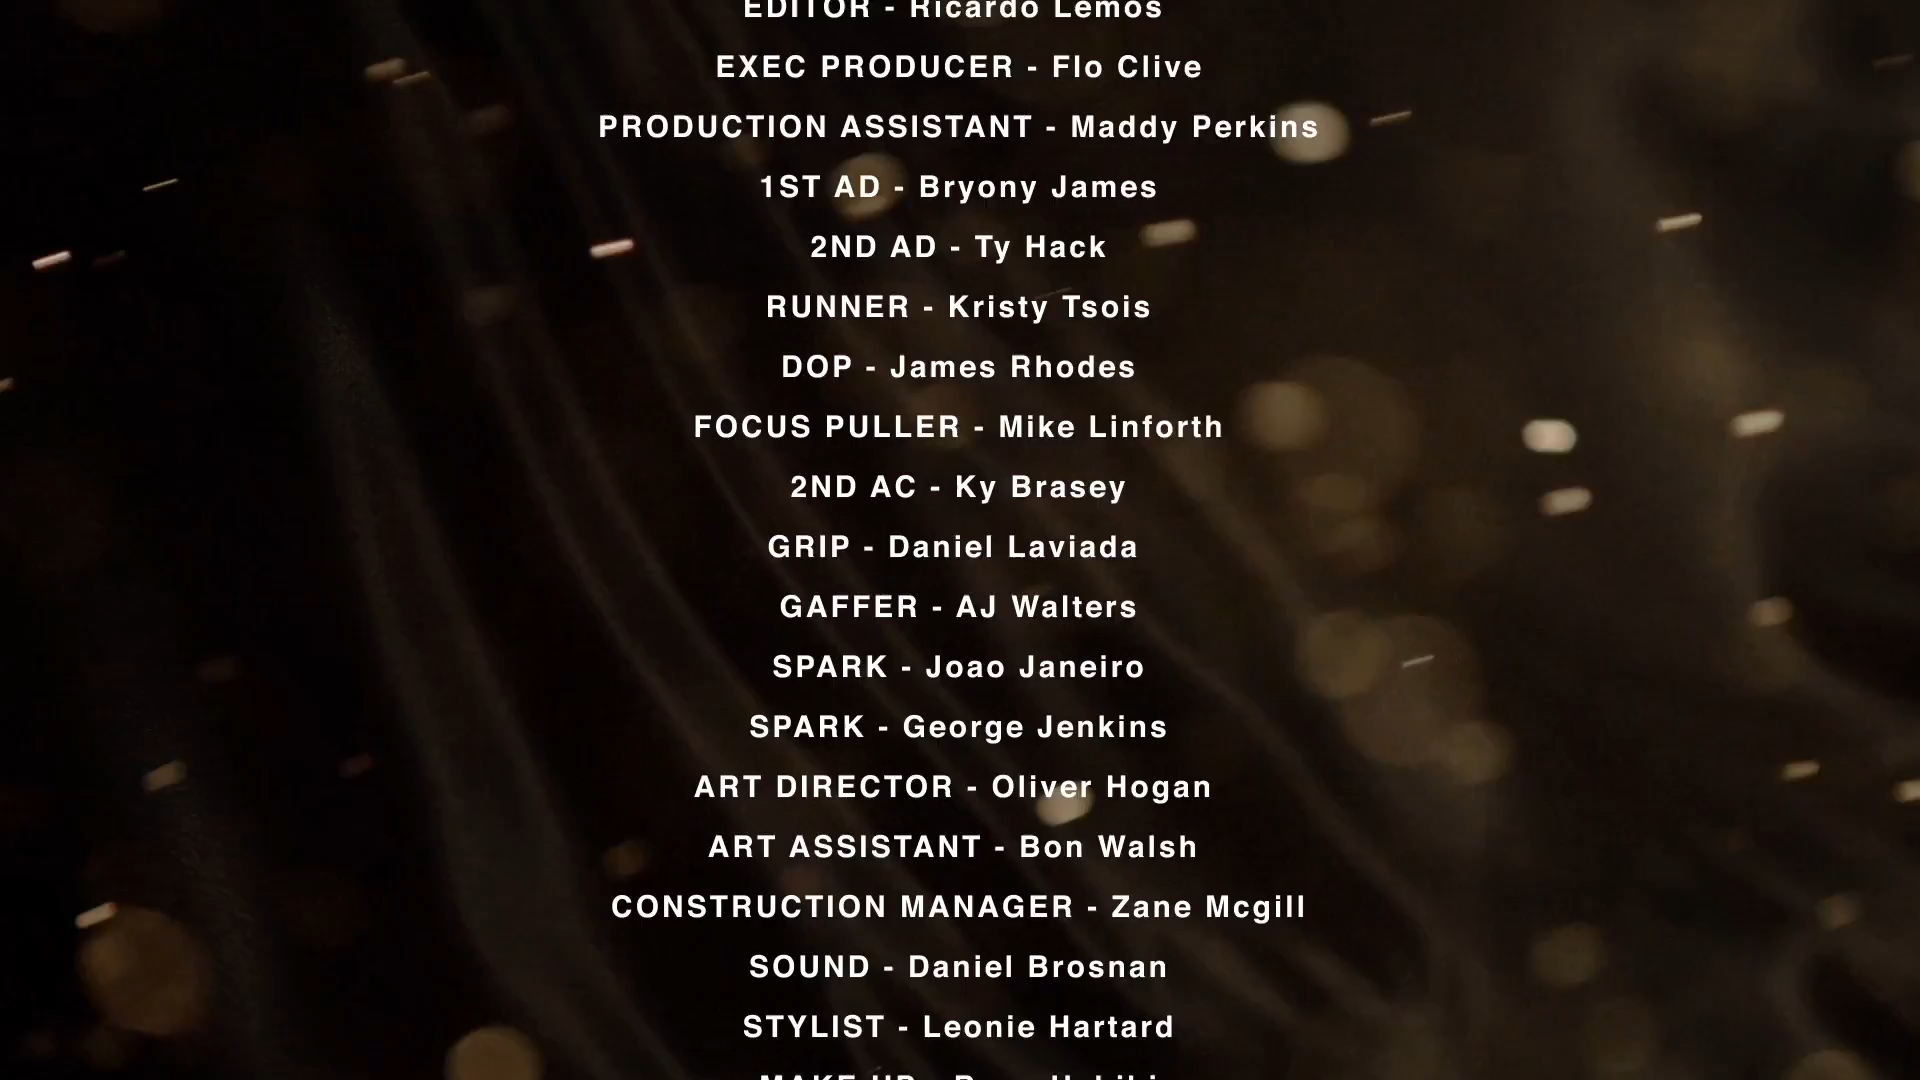 EDITOR - Ricardo Lemos
EXEC PRODUCER - Flo Clive
PRODUCTION ASSISTANT - Maddy Perkins
1ST AD - Bryony James
2ND AD - Ty Hack
RUNNER - Kristy Tsois
DOP - James Rhodes
FOCUS PULLER - Mike Linforth
2ND AC - Ky Brasey
GRIP - Daniel Laviada
GAFFER - AJ Walters
SPARK - Joao Janeiro
SPARK - George Jenkins
ART DIRECTOR - Oliver Hogan
ART ASSISTANT - Bon Walsh
CONSTRUCTION MANAGER - Zane Mcgill
SOUND - Daniel Brosnan
STYLIST - Leonie Hartard
MAKE UP -